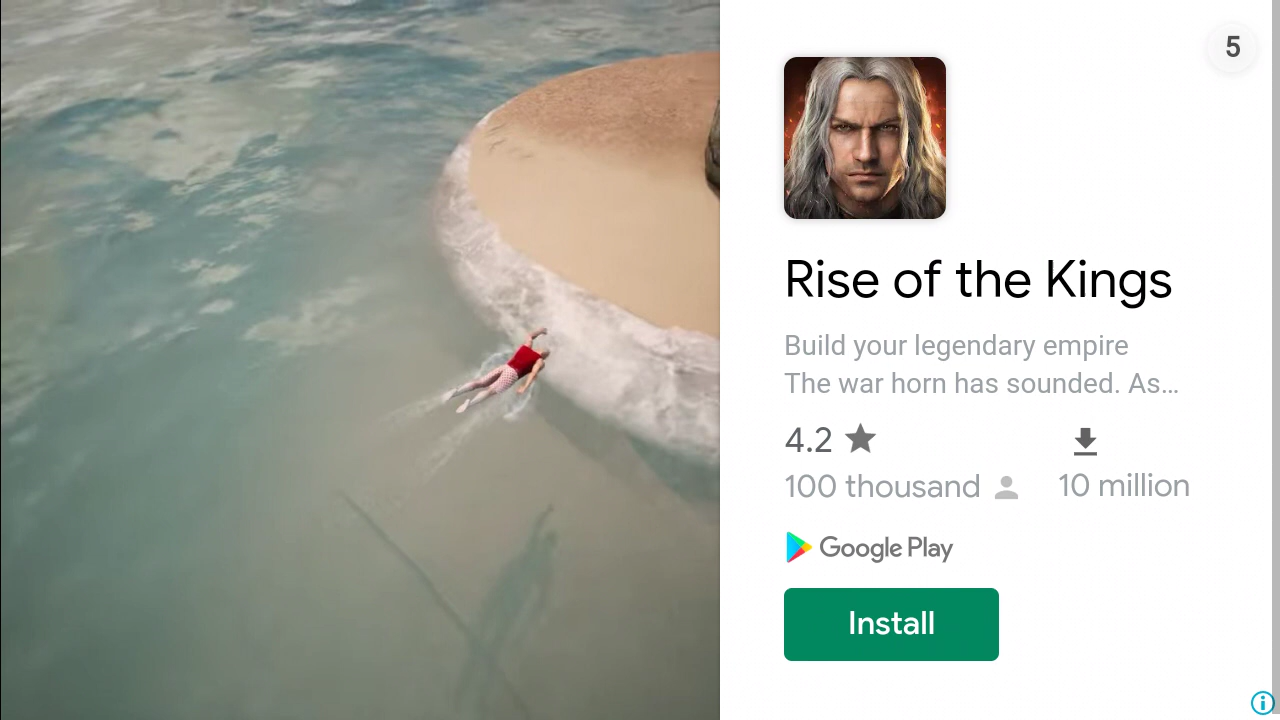 5
Rise of the Kings
Build your legendary empire
The war horn has sounded. As...
4.2
100 thousand
10 million
Google Play
Install